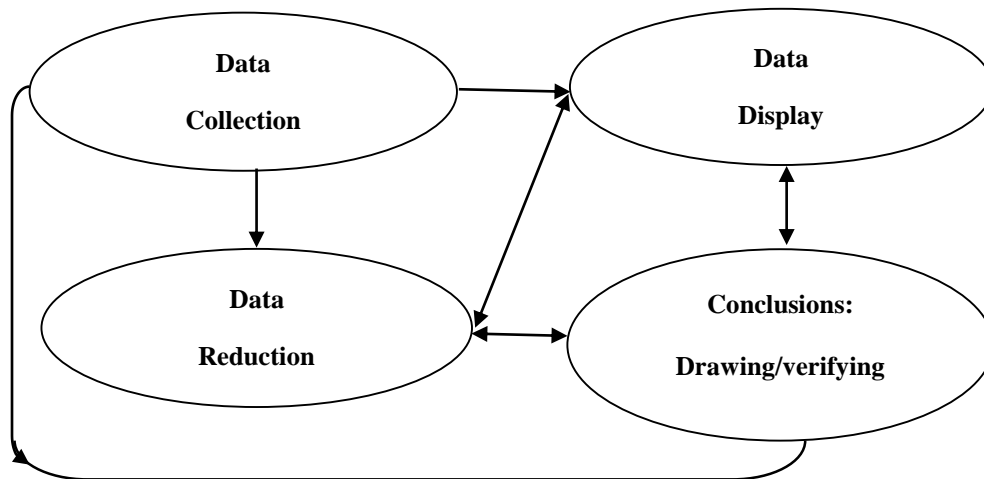 Data
Collection
Data
Display
Data
Reduction
Conclusions:
Drawing/verifying